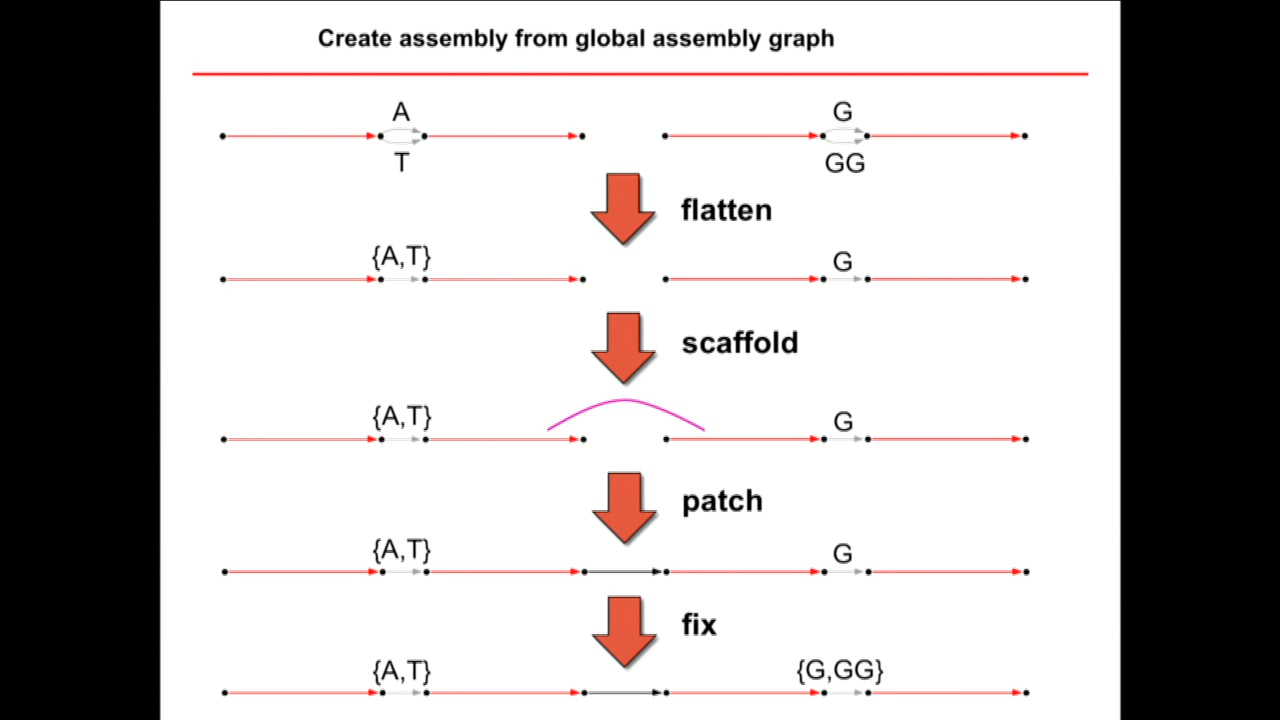 Create assembly from global assembly graph
A G
T GG
flatten
{A,T} G
scaffold
{A,T} G
patch
{A,T} G
fix
{A,T} {G,GG}